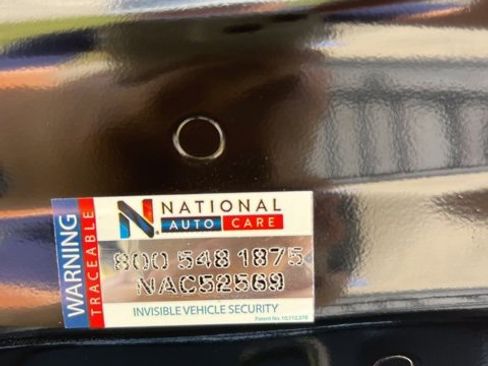 WARNING
TRACEABLE
N. NATIONAL
AUTO CARE
800 548 1875
NAC52569
INVISIBLE VEHICLE SECURITY